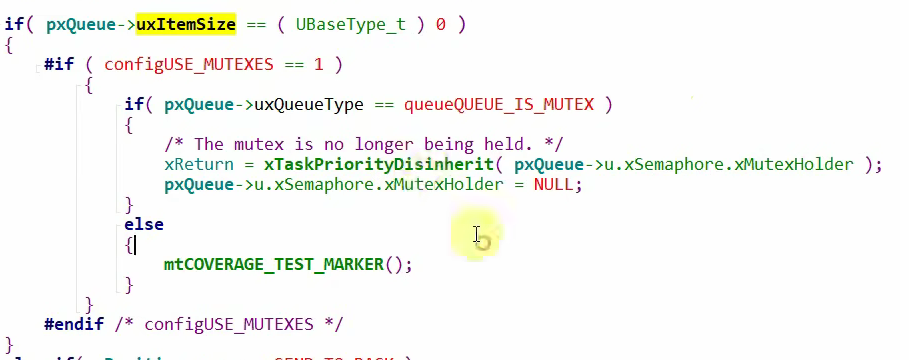 if( pxQueue->uxItemSize == ( UBaseType_t ) 0 )
{
#if ( configUSE_MUTEXES == 1 )
{
if( pxQueue->uxQueueType == queueQUEUE_IS_MUTEX )
{
/* The mutex is no longer being held. */
xReturn = xTaskPriorityDisinherit( pxQueue->u.xSemaphore.xMutexHolder );
pxQueue->u.xSemaphore.xMutexHolder = NULL;
}
else
{
mtCOVERAGE_TEST_MARKER();
}
}
#endif /* configUSE_MUTEXES */
}